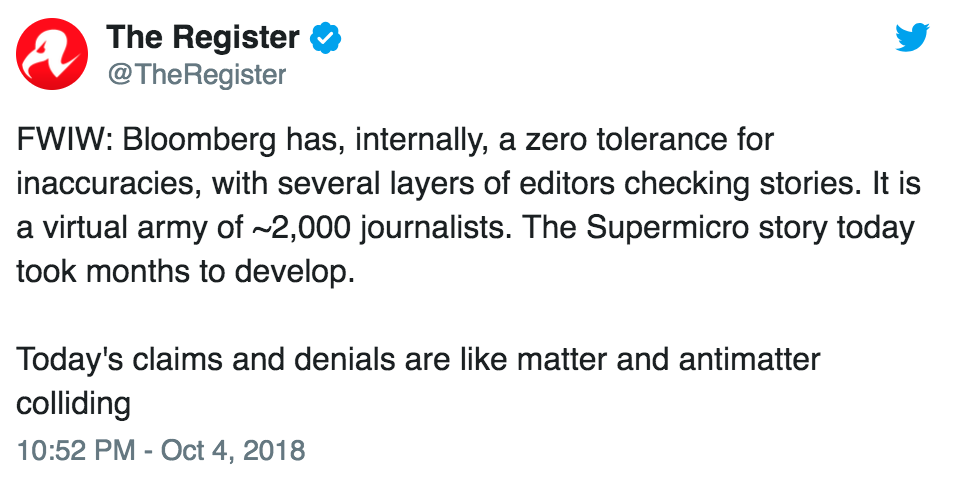 The Register
@TheRegister
FWIW: Bloomberg has, internally, a zero tolerance for
inaccuracies, with several layers of editors checking stories. It is
a virtual army of ~2,000 journalists. The Supermicro story today
took months to develop.
Today's claims and denials are like matter and antimatter
colliding
10:52 PM - Oct 4, 2018